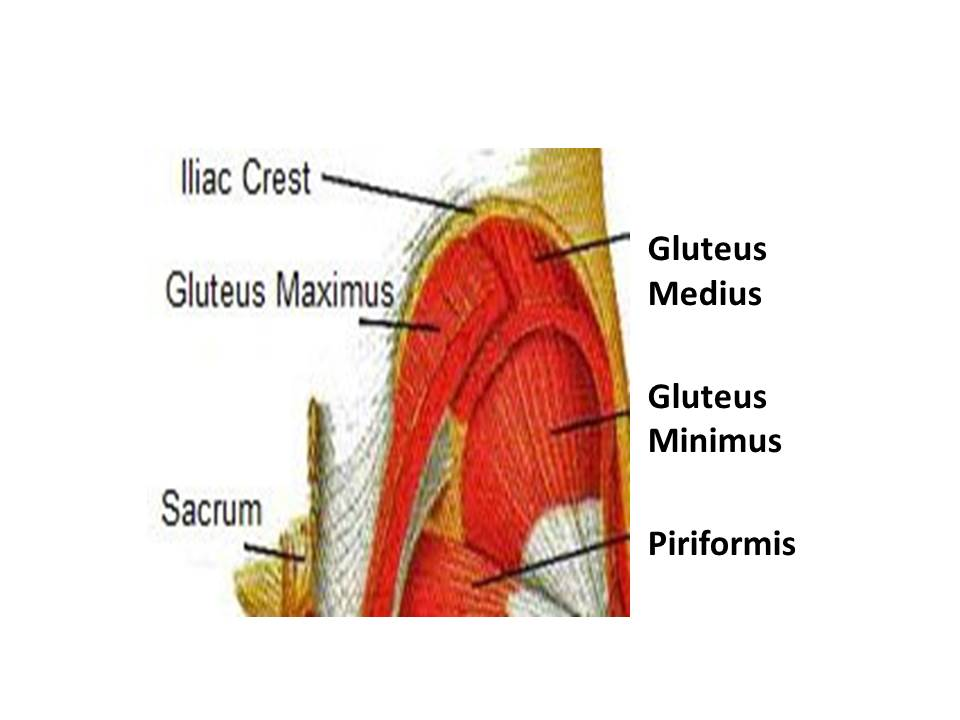 Iliac Crest
Gluteus Maximus
Sacrum
Gluteus
Medius
Gluteus
Minimus
Piriformis